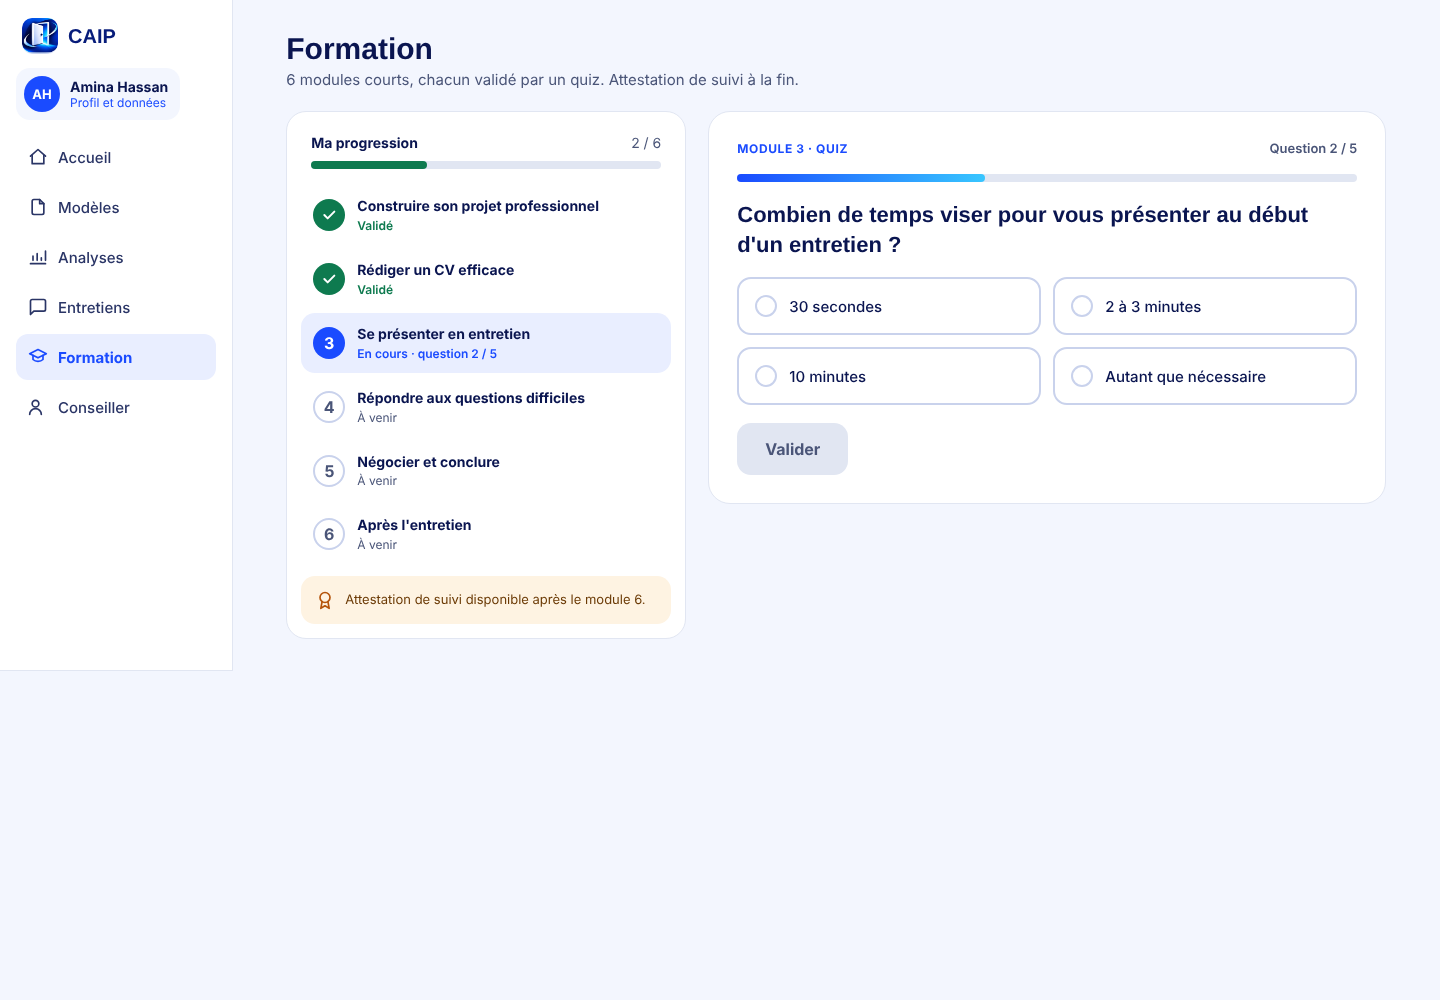 CAIP
AH
Amina Hassan
Profil et données
Accueil
Modèles
Analyses
Entretiens
Formation
Conseiller
Formation
6 modules courts, chacun validé par un quiz. Attestation de suivi à la fin.
Ma progression
2 / 6
Construire son projet professionnel
Validé
Rédiger un CV efficace
Validé
3
Se présenter en entretien
En cours · question 2 / 5
4
Répondre aux questions difficiles
À venir
5
Négocier et conclure
À venir
6
Après l'entretien
À venir
Attestation de suivi disponible après le module 6.
MODULE 3 · QUIZ
Question 2 / 5
Combien de temps viser pour vous présenter au début
d'un entretien ?
30 secondes
2 à 3 minutes
10 minutes
Autant que nécessaire
Valider